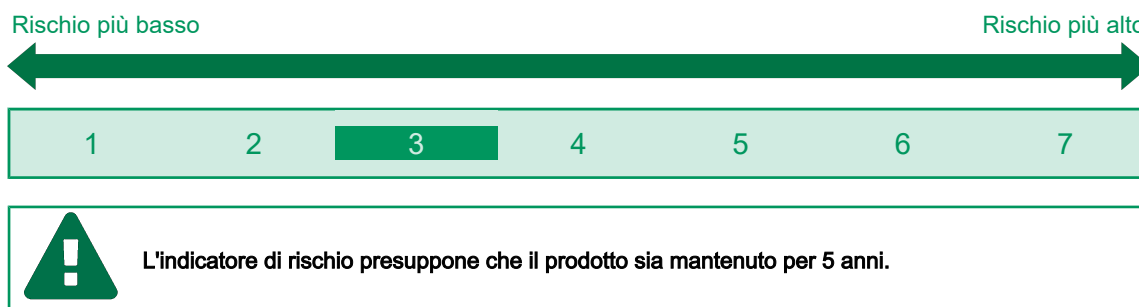 Rischio più basso Rischio più alto
1 2 3 4 5 6 7
L'indicatore di rischio presuppone che il prodotto sia mantenuto per 5 anni.